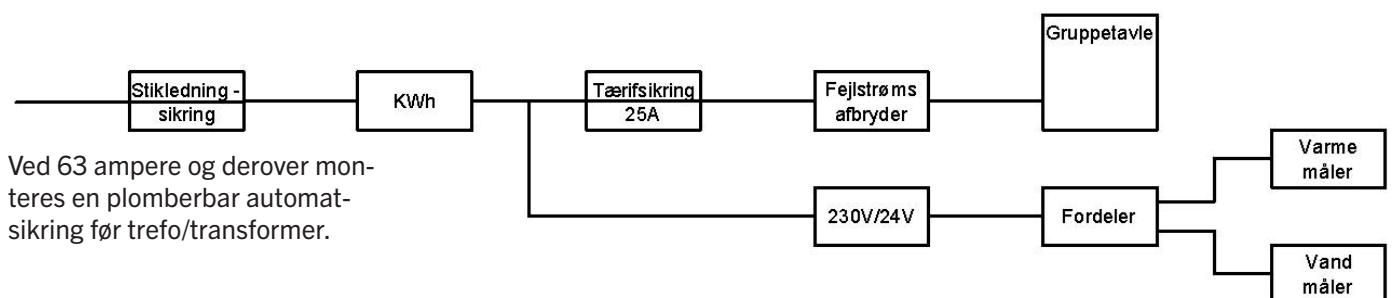 Gruppetavle
Stikledning -
sikring
KWh
Tærifsikring
25A
Fejlstrøms
afbryder
Ved 63 ampere og derover mon-
teres en plomberbar automat-
sikring før trefo/transformer.
Varme
måler
230V/24V
Fordeler
Vand
måler